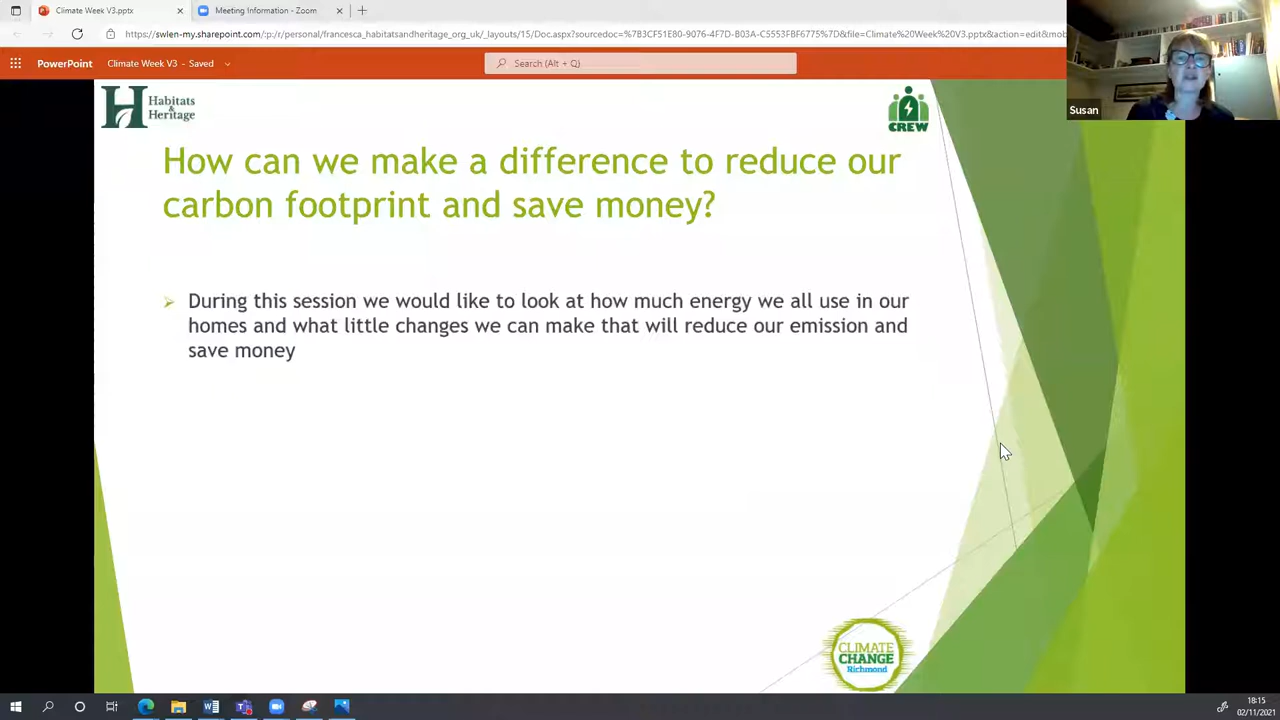 Climate Week V3.pptx
Meeting Information - Zoom
https://swlen-my.sharepoint.com/:p:/r/personal/francesca_habitatsandheritage_org_uk/_layouts/15/Doc.aspx?sourcedoc=%7B3CF51E80-9076-4F7D-B03A-C5553FBF6775%7D&file=Climate%20Week%20V3.pptx&action=edit&mob
PowerPoint
Climate Week V3 - Saved
Search (Alt + Q)
Susan
Habitats
&
Heritage
CREW
How can we make a difference to reduce our
carbon footprint and save money?
During this session we would like to look at how much energy we all use in our
homes and what little changes we can make that will reduce our emission and
save money
CLIMATE
CHANGE
Richmond
18:15
02/11/2021